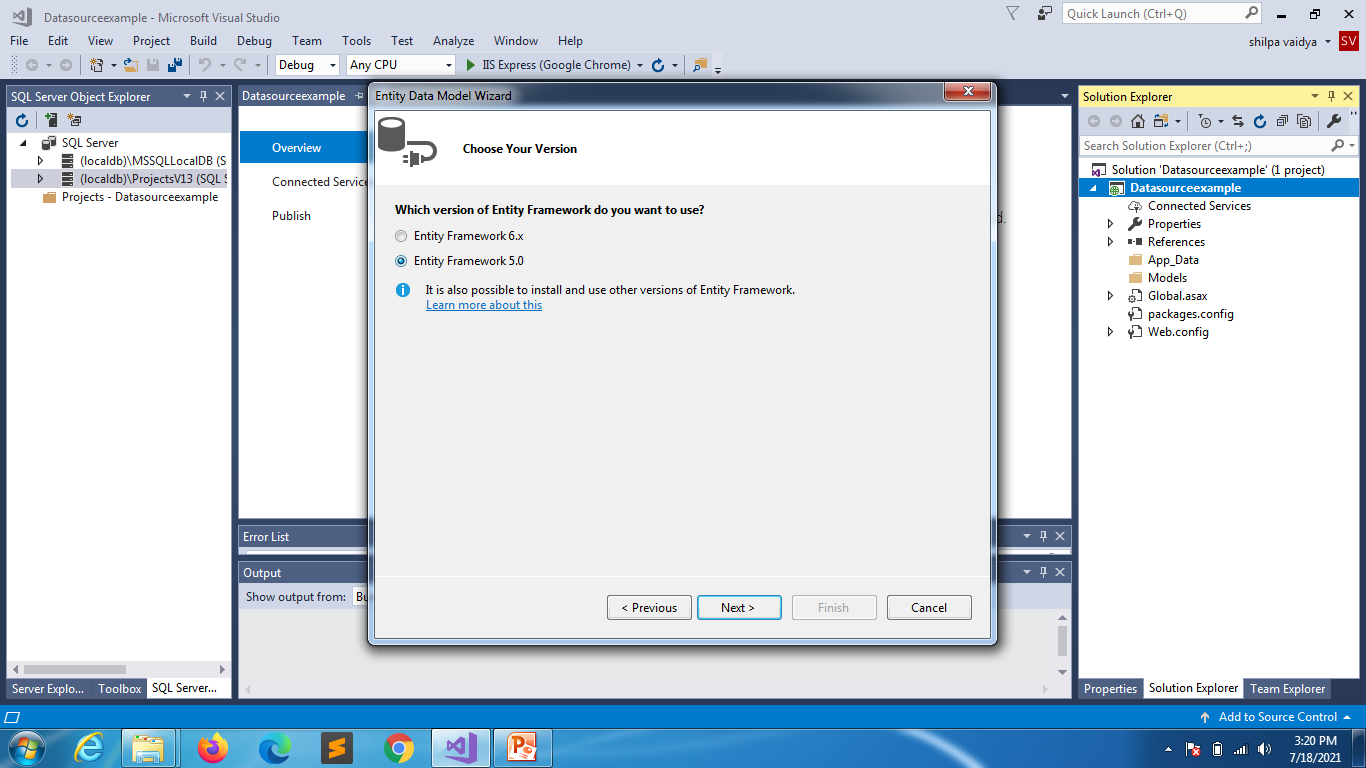 Datasourceexample - Microsoft Visual Studio
Quick Launch (Ctrl+Q)
File Edit View Project Build Debug Team Tools Test Analyze Window Help
shilpa vaidya SV
Debug Any CPU IIS Express (Google Chrome)
SQL Server Object Explorer
SQL Server
(localdb)\MSSQLLocalDB (S
(localdb)\ProjectsV13 (SQL S
Projects - Datasourceexample
Server Explo... Toolbox SQL Server...
Datasourceexample
Overview
Connected Service
Publish
d.
Entity Data Model Wizard
Choose Your Version
Which version of Entity Framework do you want to use?
Entity Framework 6.x
Entity Framework 5.0
It is also possible to install and use other versions of Entity Framework.
Learn more about this
< Previous Next > Finish Cancel
Error List
Output
Show output from: Bu
Solution Explorer
Search Solution Explorer (Ctrl+;)
Solution 'Datasourceexample' (1 project)
Datasourceexample
Connected Services
Properties
References
App_Data
Models
Global.asax
packages.config
Web.config
Properties Solution Explorer Team Explorer
Add to Source Control
3:20 PM
7/18/2021